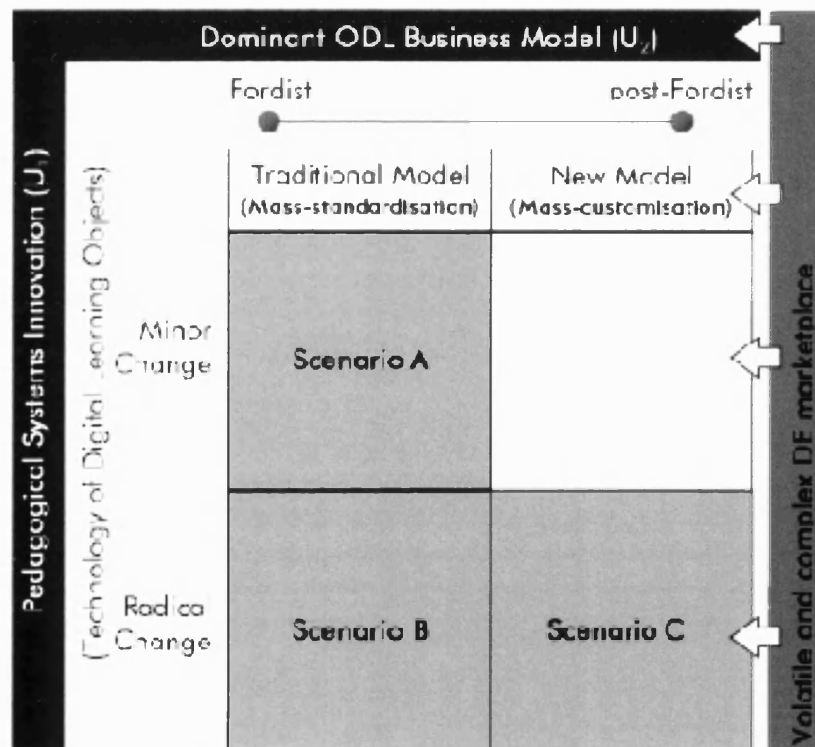 Dominant ODL Business Model (U₂)
Fordist post-Fordist
Traditional Model
(Mass-standardisation)
New Model
(Mass-customisation)
Pedagogical Systems Innovation (U₁)
(Technology of Digital Learning Objects)
Minor
Change
Scenario A
Radical
Change
Scenario B
Scenario C
Volatile and complex DE marketplace